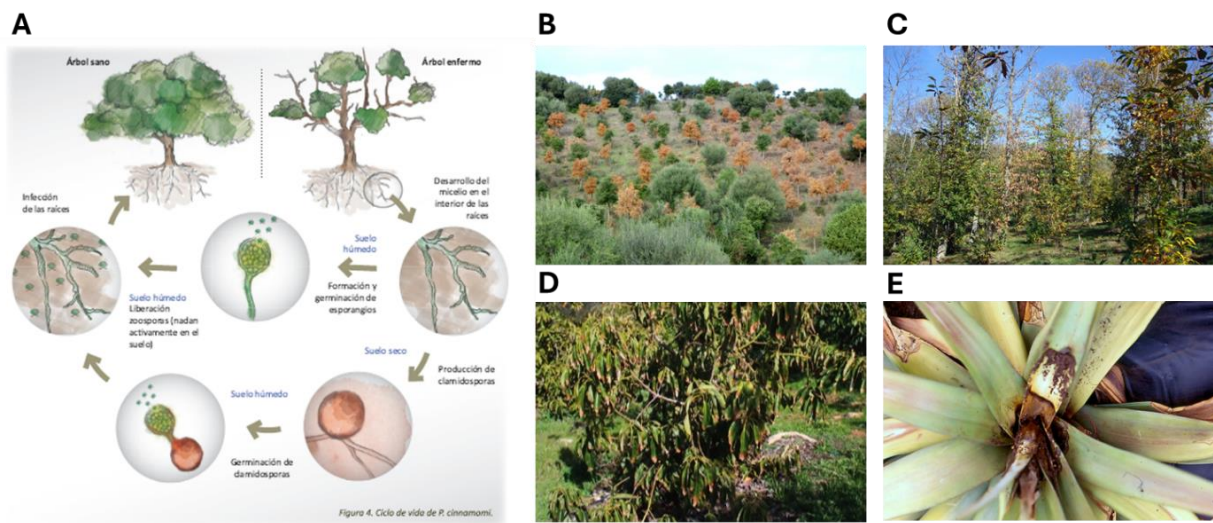 A
B
C
Árbol sano
Árbol enfermo
Infección
de las raíces
Desarrollo del
micelio en el
interior de las
raíces
Suelo
húmedo
Formación y
germinación de
esporangios
Suelo húmedo
Liberación
zoosporas (nadan
activamente en el
suelo)
Suelo seco
Producción de
clamidosporas
Suelo húmedo
Germinación de
clamidosporas
Figura 4. Ciclo de vida de P. cinnamomi.
D
E